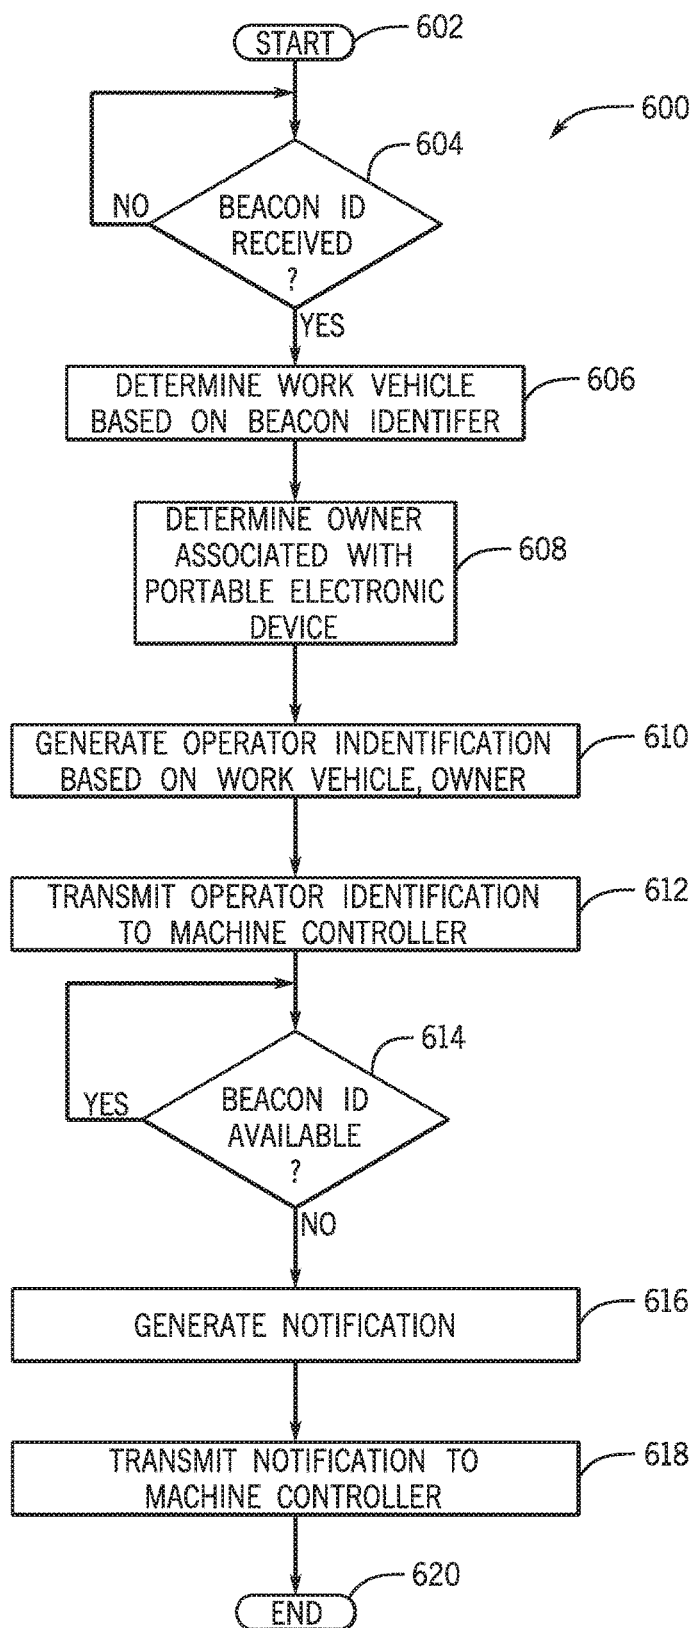 START
602
600
604
NO
BEACON ID
RECEIVED
?
YES
DETERMINE WORK VEHICLE
BASED ON BEACON IDENTIFER
606
DETERMINE OWNER
ASSOCIATED WITH
PORTABLE ELECTRONIC
DEVICE
608
GENERATE OPERATOR INDENTIFICATION
BASED ON WORK VEHICLE, OWNER
610
TRANSMIT OPERATOR IDENTIFICATION
TO MACHINE CONTROLLER
612
614
YES
BEACON ID
AVAILABLE
?
NO
GENERATE NOTIFICATION
616
TRANSMIT NOTIFICATION TO
MACHINE CONTROLLER
618
620
END